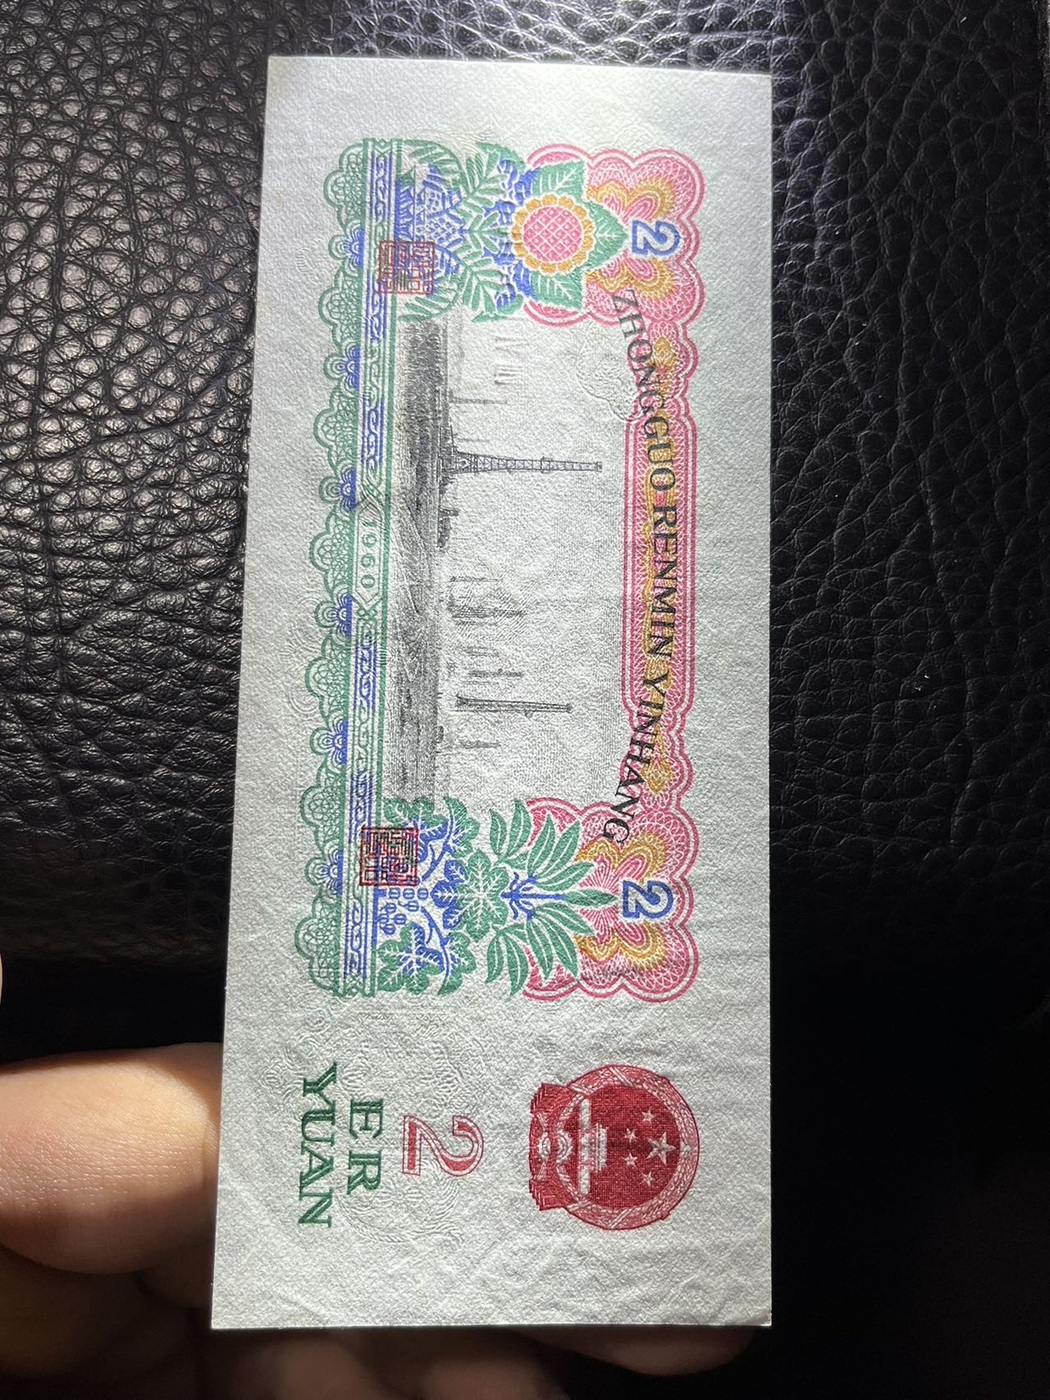 ZHONGGUO RENMIN YINHANG
2
2
1960
2
ER
YUAN